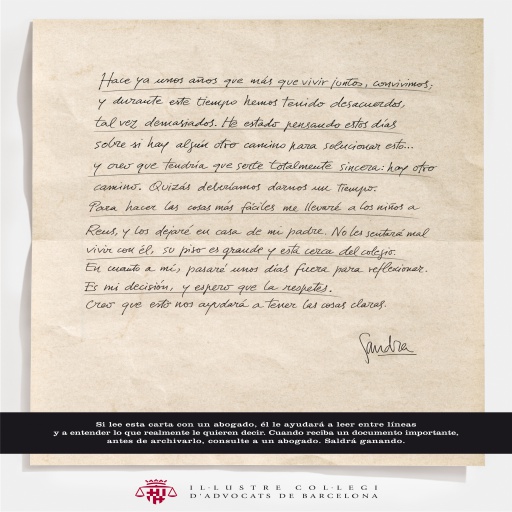 Hace ya unos años que más que vivir juntos, convivimos;
y durante este tiempo hemos tenido desacuerdos,
tal vez demasiados. He estado pensando estos días
sobre si hay algún otro camino para solucionar esto...
y creo que tendría que serte totalmente sincera: hay otro
camino. Quizás deberíamos darnos un tiempo.
Para hacer las cosas más fáciles me llevaré a los niños a
Reus, y los dejaré en casa de mi padre. No les sentará mal
vivir con él, su piso es grande y está cerca del colegio.
En cuanto a mí, pasaré unos días fuera para reflexionar.
Es mi decisión, y espero que la respetes.
Creo que esto nos ayudará a tener las cosas claras.
Sandra
Si lee esta carta con un abogado, él le ayudará a leer entre líneas
y a entender lo que realmente le quieren decir. Cuando reciba un documento importante,
antes de archivarlo, consulte a un abogado. Saldrá ganando.
IL·LUSTRE COL·LEGI
D'ADVOCATS DE BARCELONA